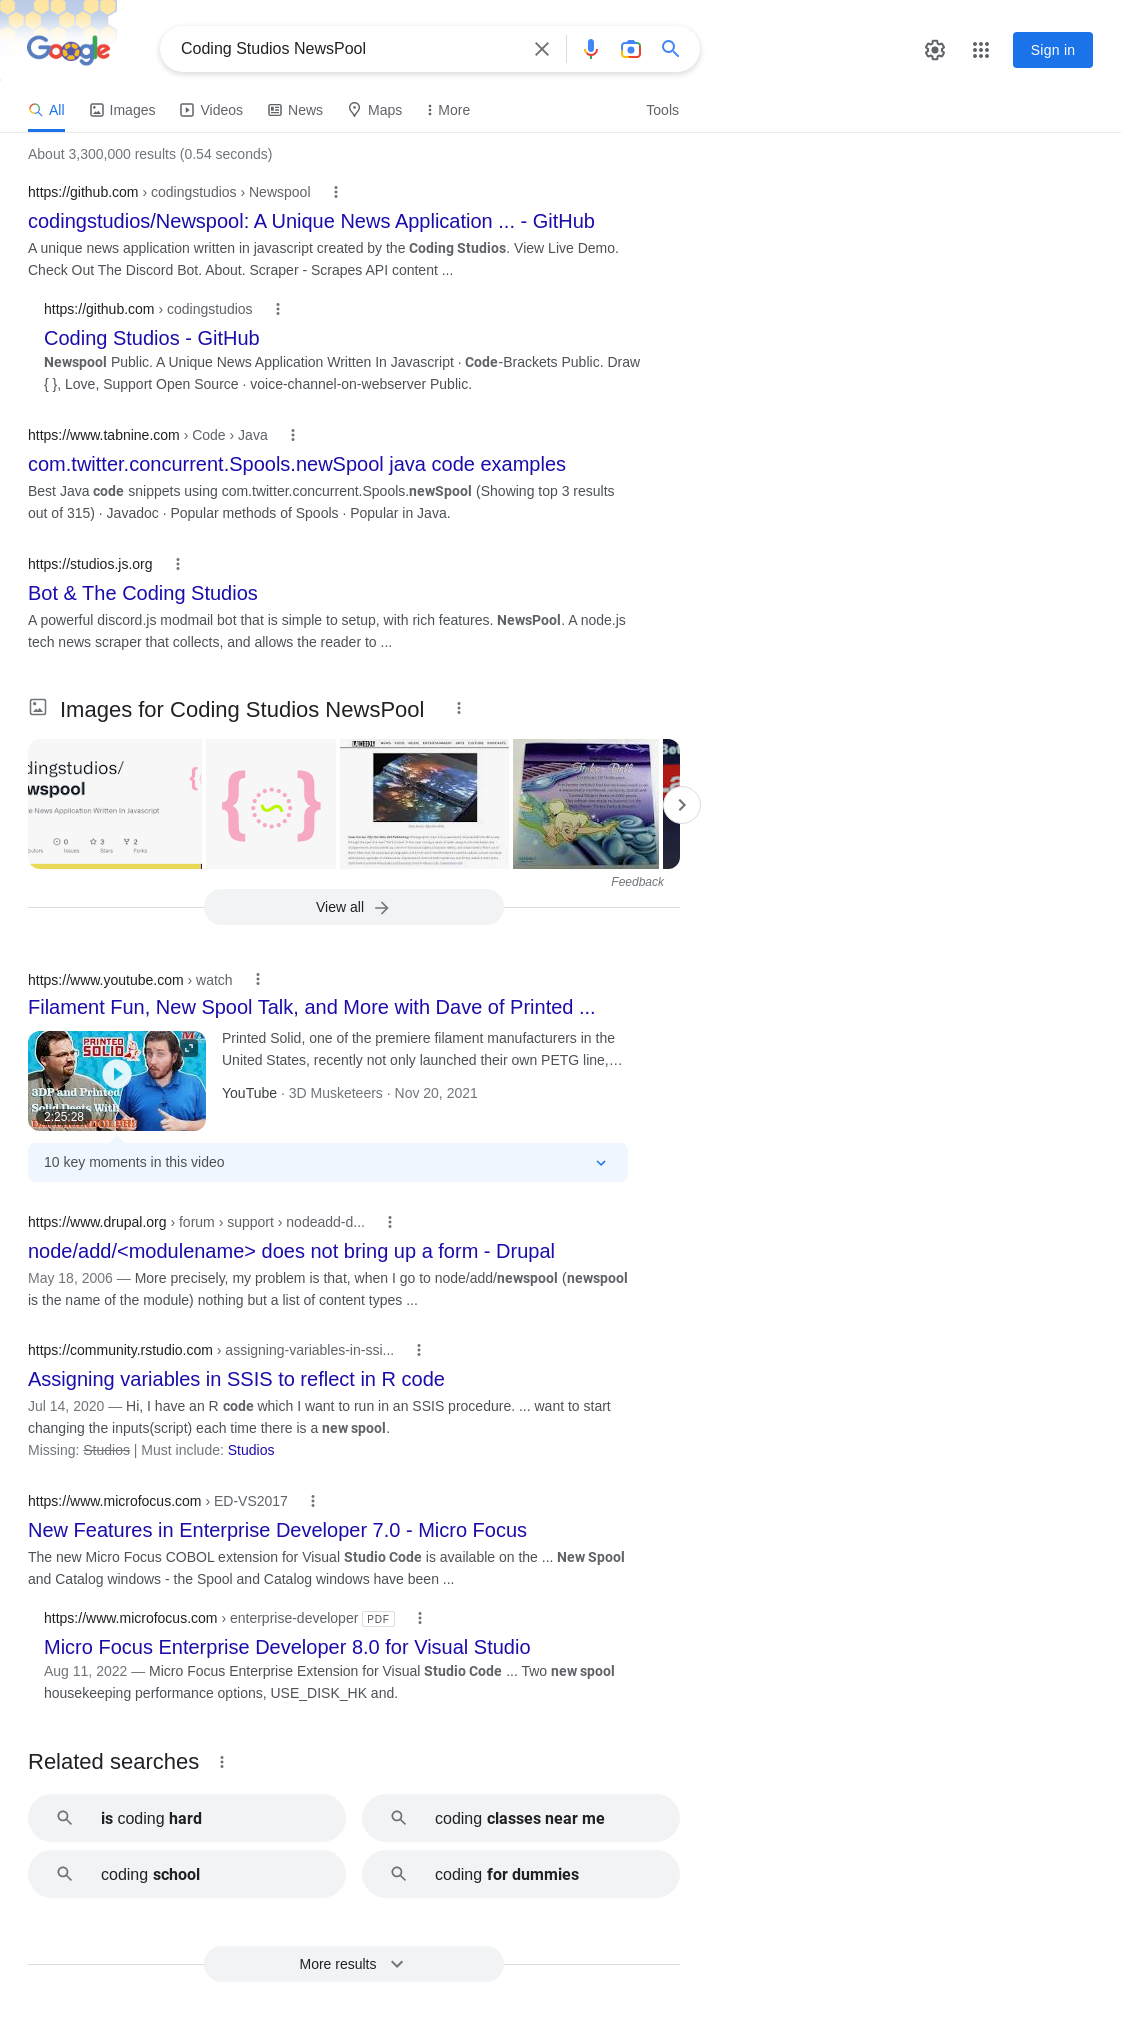 Google
Coding Studios NewsPool
Sign in
All
Images
Videos
News
Maps
More
Tools
About 3,300,000 results (0.54 seconds)
https://github.com › codingstudios › Newspool
codingstudios/Newspool: A Unique News Application ... - GitHub
A unique news application written in javascript created by the Coding Studios. View Live Demo.
Check Out The Discord Bot. About. Scraper - Scrapes API content ...
https://github.com › codingstudios
Coding Studios - GitHub
Newspool Public. A Unique News Application Written In Javascript · Code-Brackets Public. Draw
{ }, Love, Support Open Source · voice-channel-on-webserver Public.
https://www.tabnine.com › Code › Java
com.twitter.concurrent.Spools.newSpool java code examples
Best Java code snippets using com.twitter.concurrent.Spools.newSpool (Showing top 3 results
out of 315) · Javadoc · Popular methods of Spools · Popular in Java.
https://studios.js.org
Bot & The Coding Studios
A powerful discord.js modmail bot that is simple to setup, with rich features. NewsPool. A node.js
tech news scraper that collects, and allows the reader to ...
Images for Coding Studios NewsPool
dingstudios/
wspool
e News Application Written In Javascript
0
3
2
Issues
Stars
Forks
Tinker Bell
Feedback
View all
https://www.youtube.com › watch
Filament Fun, New Spool Talk, and More with Dave of Printed ...
PRINTED
SOLID
3DP and Printed
Solid Deets With
2:25:28
Printed Solid, one of the premiere filament manufacturers in the
United States, recently not only launched their own PETG line,...
YouTube · 3D Musketeers · Nov 20, 2021
10 key moments in this video
https://www.drupal.org › forum › support › nodeadd-d...
node/add/<modulename> does not bring up a form - Drupal
May 18, 2006 — More precisely, my problem is that, when I go to node/add/newspool (newspool
is the name of the module) nothing but a list of content types ...
https://community.rstudio.com › assigning-variables-in-ssi...
Assigning variables in SSIS to reflect in R code
Jul 14, 2020 — Hi, I have an R code which I want to run in an SSIS procedure. ... want to start
changing the inputs(script) each time there is a new spool.
Missing: Studios | Must include: Studios
https://www.microfocus.com › ED-VS2017
New Features in Enterprise Developer 7.0 - Micro Focus
The new Micro Focus COBOL extension for Visual Studio Code is available on the ... New Spool
and Catalog windows - the Spool and Catalog windows have been ...
https://www.microfocus.com › enterprise-developer PDF
Micro Focus Enterprise Developer 8.0 for Visual Studio
Aug 11, 2022 — Micro Focus Enterprise Extension for Visual Studio Code ... Two new spool
housekeeping performance options, USE_DISK_HK and.
Related searches
is coding hard
coding classes near me
coding school
coding for dummies
More results